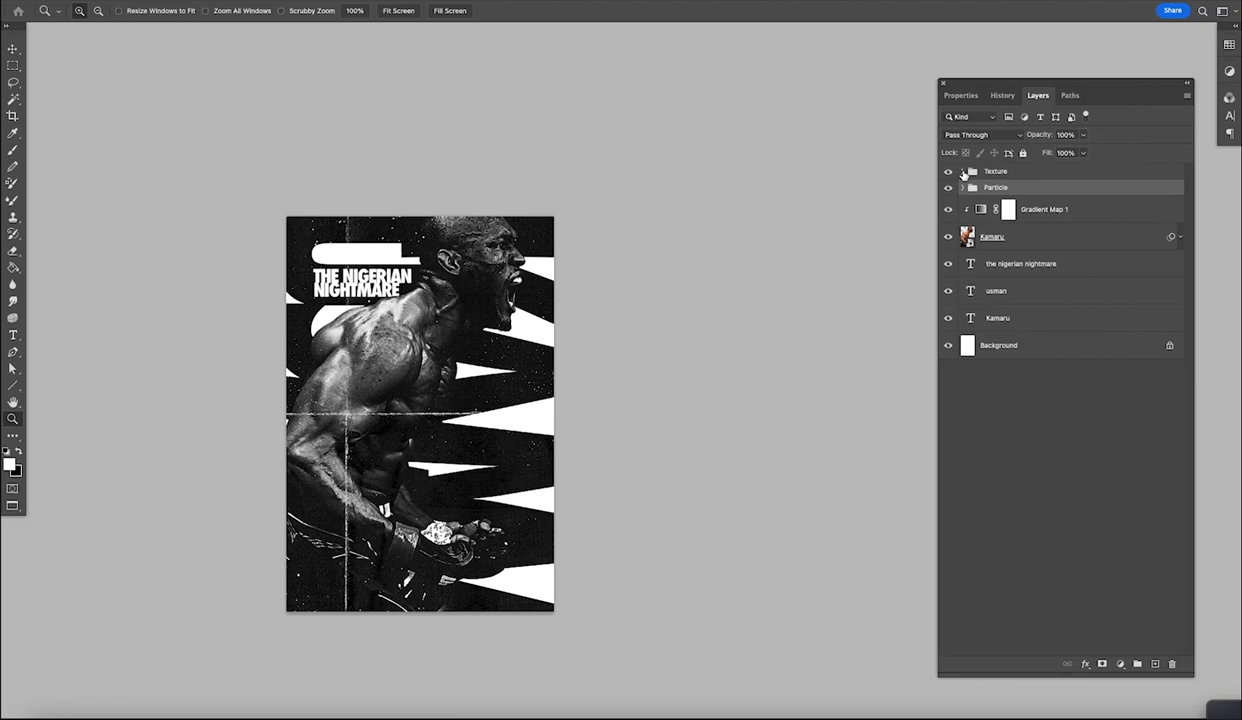 Resize Windows to Fit Zoom All Windows Scrubby Zoom 100% Fit Screen Fill Screen Share
Properties History Layers Paths
Kind
Pass Through Opacity: 100%
Lock: Fill: 100%
Texture
Particle
Gradient Map 1
Kamaru
the nigerian nightmare
usman
Kamaru
Background
THE NIGERIAN
NIGHTMARE